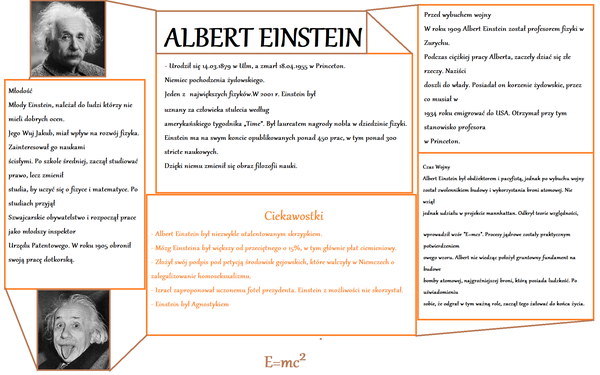 ALBERT EINSTEIN
- Urodził się 14.03.1879 w Ulm, a zmarł 18.04.1955 w Princeton.
Niemiec pochodzenia żydowskiego.
Jeden z największych fizyków.W 2001 r. Einstein był
uznany za człowieka stulecia według
amerykańskiego tygodnika „Time”. Był laureatem nagrody nobla w dziedzinie fizyki.
Einstein ma na swym koncie opublikowanych ponad 450 prac, w tym ponad 300
stricte naukowych.
Dzięki niemu zmienił się obraz filozofii nauki.
Młodość
Młody Einstein, należał do ludzi którzy nie
mieli dobrych ocen.
Jego Wuj Jakub, miał wpływ na rozwój fizyka.
Zainteresował go naukami
ścisłymi. Po szkole średniej, zaczął studiować
prawo, lecz zmienił
studia, by uczyć się o fizyce i matematyce. Po
studiach przyjął
Szwajcarskie obywatelstwo i rozpoczął prace
jako młodszy inspektor
Urzędu Patentowego. W roku 1905 obronił
swoją pracę dotkorską.
Ciekawostki
- Albert Einstein był niezwykle utalentowanym skrzypkiem.
- Mózg Einsteina był większy od przeciętnego o 15%, w tym głównie płat ciemieniowy.
- Złożył swój podpis pod petycją środowisk gejowskich, które walczyły w Niemczech o
zalegalizowanie homoseksualizmu.
- Israel zaproponował uczonemu fotel prezydenta. Einstein z możliwości nie skorzystał.
- Einstein był Agnostykiem
Przed wybuchem wojny
W roku 1909 Albert Einstein został profesorem fizyki w
Zurychu.
Podczas ciężkiej pracy Alberta, zaczeły dziać się złe
rzeczy. Naziści
doszli do władzy. Posiadał on korzenie żydowskie, przez
co musiał w
1934 roku emigrować do USA. Otrzymał przy tym
stanowisko profesora
w Princeton.
Czas Wojny
Albert Einstein był obdżektorem i pacyfistą, jednak po wybuchu wojny
został zwolennikiem budowy i wykorzystania broni atomowej. Nie
wziął
jednak udziału w projekcie mannhattan. Odkrył teorie względności,
wprowadził wzór "E=mc2". Procesy jądrowe zostały praktycznym
potwierdzeniem
owego wzoru. Albert nie wiedząc położył gruntowy fundament na
budowe
bomby atomowej, najgroźniejszej broni, którą posiada ludzkość. Po
uświadomieniu
sobie, że odgrał w tym ważną role, zaczął tego żałować do końca życia.
E=mc²